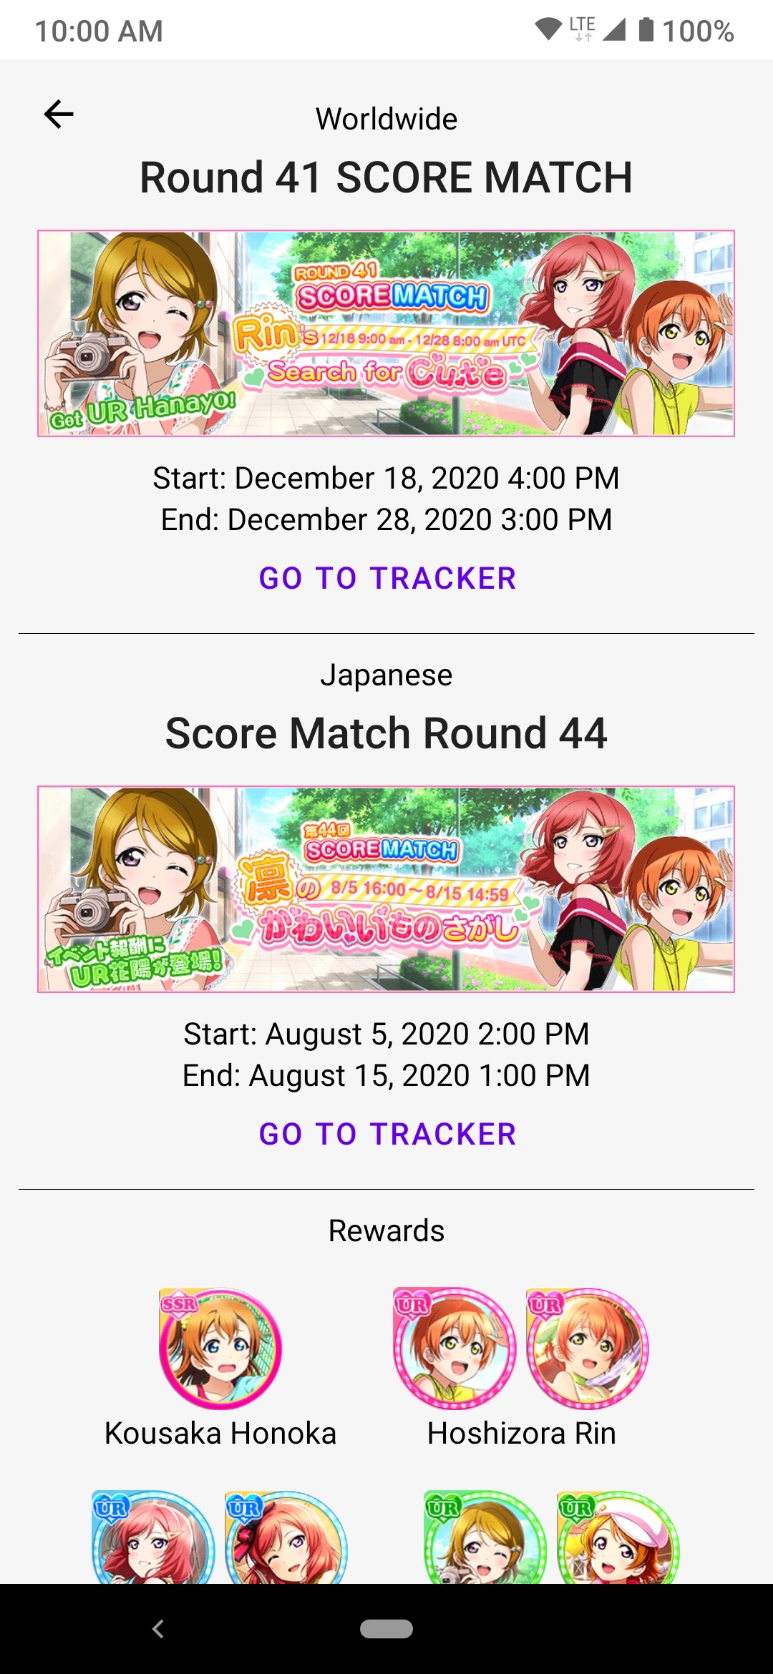 10:00 AM
LTE
100%
Worldwide
Round 41 SCORE MATCH
ROUND 41
SCORE MATCH
Rin's 12/18 9:00 am - 12/28 8:00 am UTC
Search for Cute
Get UR Hanayo!
Start: December 18, 2020 4:00 PM
End: December 28, 2020 3:00 PM
GO TO TRACKER
Japanese
Score Match Round 44
第44回
SCORE MATCH
凛の 8/5 16:00～8/15 14:59
かわいいものさがし
イベント報酬に
UR花陽が登場!
Start: August 5, 2020 2:00 PM
End: August 15, 2020 1:00 PM
GO TO TRACKER
Rewards
SSR
UR
UR
Kousaka Honoka
Hoshizora Rin
UR
UR
UR
UR